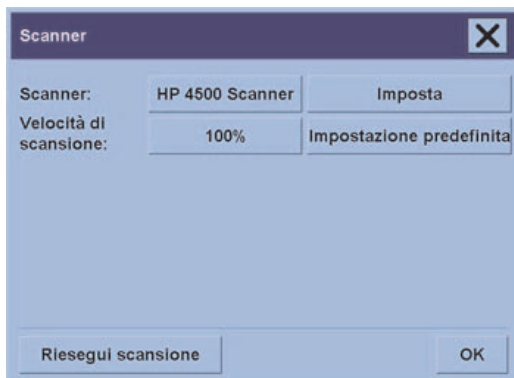 Scanner
Scanner: HP 4500 Scanner Imposta
Velocità di
scansione: 100% Impostazione predefinita
Riesegui scansione OK